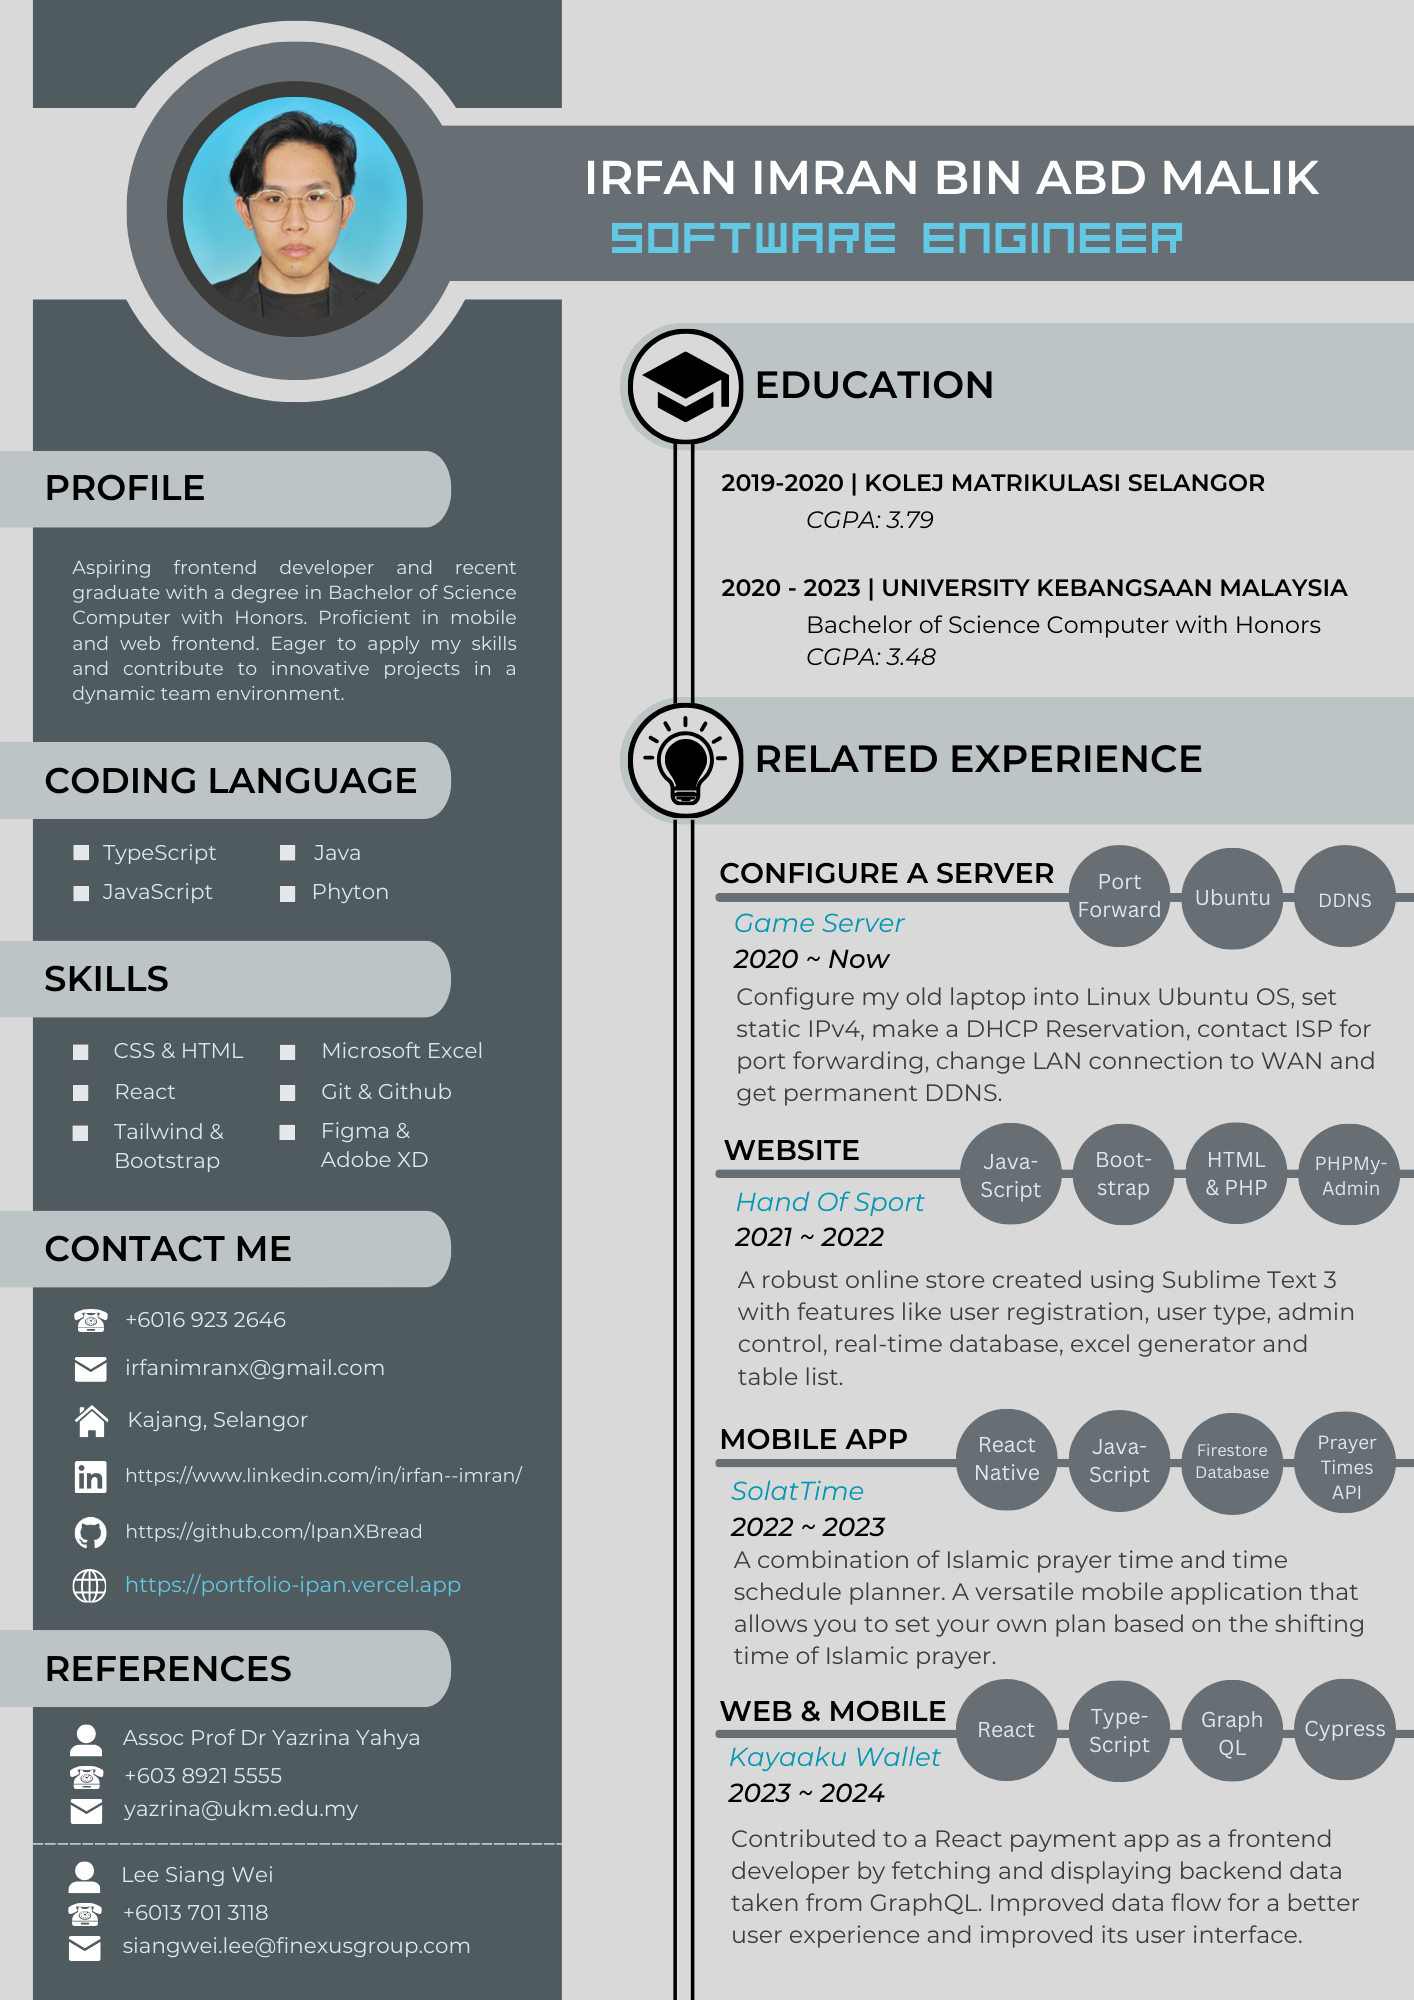 IRFAN IMRAN BIN ABD MALIK
SOFTWARE ENGINEER
PROFILE
Aspiring frontend developer and recent
graduate with a degree in Bachelor of Science
Computer with Honors. Proficient in mobile
and web frontend. Eager to apply my skills
and contribute to innovative projects in a
dynamic team environment.
CODING LANGUAGE
TypeScript
Java
JavaScript
Phyton
SKILLS
CSS & HTML
Microsoft Excel
React
Git & Github
Tailwind &
Bootstrap
Figma &
Adobe XD
CONTACT ME
+6016 923 2646
irfanimranx@gmail.com
Kajang, Selangor
https://www.linkedin.com/in/irfan--imran/
https://github.com/IpanXBread
https://portfolio-ipan.vercel.app
REFERENCES
Assoc Prof Dr Yazrina Yahya
+603 8921 5555
yazrina@ukm.edu.my
Lee Siang Wei
+6013 701 3118
siangwei.lee@finexusgroup.com
EDUCATION
2019-2020 | KOLEJ MATRIKULASI SELANGOR
CGPA: 3.79
2020 - 2023 | UNIVERSITY KEBANGSAAN MALAYSIA
Bachelor of Science Computer with Honors
CGPA: 3.48
RELATED EXPERIENCE
CONFIGURE A SERVER
Port
Forward
Ubuntu
DDNS
Game Server
2020 ~ Now
Configure my old laptop into Linux Ubuntu OS, set
static IPv4, make a DHCP Reservation, contact ISP for
port forwarding, change LAN connection to WAN and
get permanent DDNS.
WEBSITE
Java-
Script
Boot-
strap
HTML
& PHP
PHPMy-
Admin
Hand Of Sport
2021 ~ 2022
A robust online store created using Sublime Text 3
with features like user registration, user type, admin
control, real-time database, excel generator and
table list.
MOBILE APP
React
Native
Java-
Script
Firestore
Database
Prayer
Times
API
SolatTime
2022 ~ 2023
A combination of Islamic prayer time and time
schedule planner. A versatile mobile application that
allows you to set your own plan based on the shifting
time of Islamic prayer.
WEB & MOBILE
React
Type-
Script
Graph
QL
Cypress
Kayaaku Wallet
2023 ~ 2024
Contributed to a React payment app as a frontend
developer by fetching and displaying backend data
taken from GraphQL. Improved data flow for a better
user experience and improved its user interface.